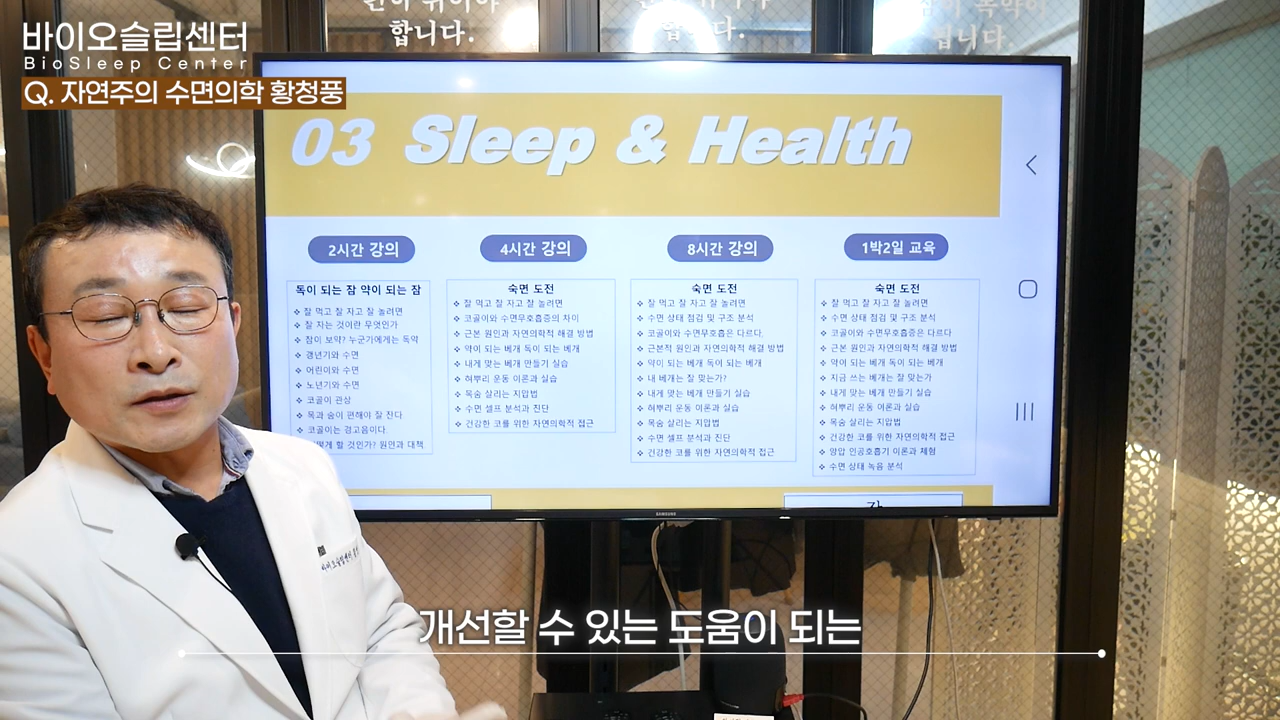 합니다.
바이오슬립센터
BioSleep Center
Q. 자연주의 수면의학 황청풍
03 Sleep & Health
2시간 강의
독이 되는 잠 약이 되는 잠
❖ 잘 먹고 잘 자고 잘 놀려면
❖ 잘 자는 것이란 무엇인가
❖ 잠이 보약? 누군가에게는 독약
❖ 갱년기와 수면
❖ 어린이와 수면
❖ 노년기와 수면
❖ 코골이 관상
❖ 목과 숨이 편해야 잘 잔다
❖ 코골이는 경고음이다.
할 것인가? 원인과 대책
4시간 강의
숙면 도전
❖ 잘 먹고 잘 자고 잘 놀려면
❖ 코골이와 수면무호흡증의 차이
❖ 근본 원인과 자연의학적 해결 방법
❖ 약이 되는 베개 독이 되는 베개
❖ 내게 맞는 베개 만들기 실습
❖ 혀뿌리 운동 이론과 실습
❖ 목숨 살리는 지압법
❖ 수면 셀프 분석과 진단
❖ 건강한 코를 위한 자연의학적 접근
8시간 강의
숙면 도전
❖ 잘 먹고 잘 자고 잘 놀려면
❖ 수면 상태 점검 및 구조 분석
❖ 코골이와 수면무호흡은 다르다.
❖ 근본적 원인과 자연의학적 해결 방법
❖ 약이 되는 베개 독이 되는 베개
❖ 내 베개는 잘 맞는가?
❖ 내게 맞는 베개 만들기 실습
❖ 혀뿌리 운동 이론과 실습
❖ 목숨 살리는 지압법
❖ 수면 셀프 분석과 진단
❖ 건강한 코를 위한 자연의학적 접근
1박2일 교육
숙면 도전
❖ 잘 먹고 잘 자고 잘 놀려면
❖ 수면 상태 점검 및 구조 분석
❖ 코골이와 수면무호흡증은 다르다
❖ 근본 원인과 자연의학적 해결 방법
❖ 약이 되는 베개 독이 되는 베개
❖ 지금 쓰는 베개는 잘 맞는가
❖ 내게 맞는 베개 만들기 실습
❖ 혀뿌리 운동 이론과 실습
❖ 목숨 살리는 지압법
❖ 건강한 코를 위한 자연의학적 접근
❖ 양압 인공호흡기 이론과 체험
❖ 수면 상태 녹음 분석
SAMSUNG
개선할 수 있는 도움이 되는